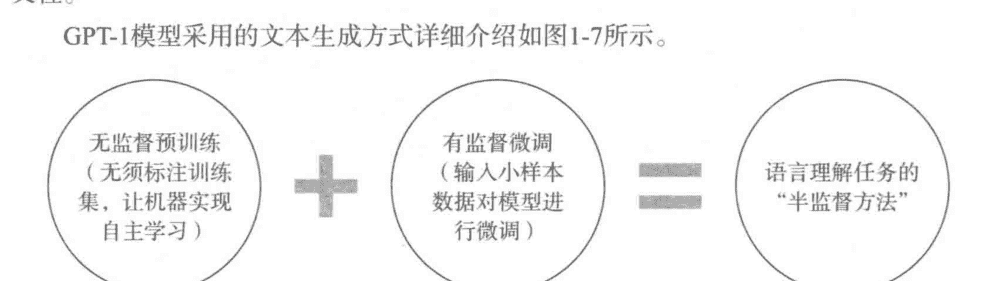 GPT-1模型采用的文本生成方式详细介绍如图1-7所示。
无监督预训练
（无须标注训练
集，让机器实现
自主学习）
有监督微调
（输入小样本
数据对模型进
行微调）
语言理解任务的
“半监督方法”